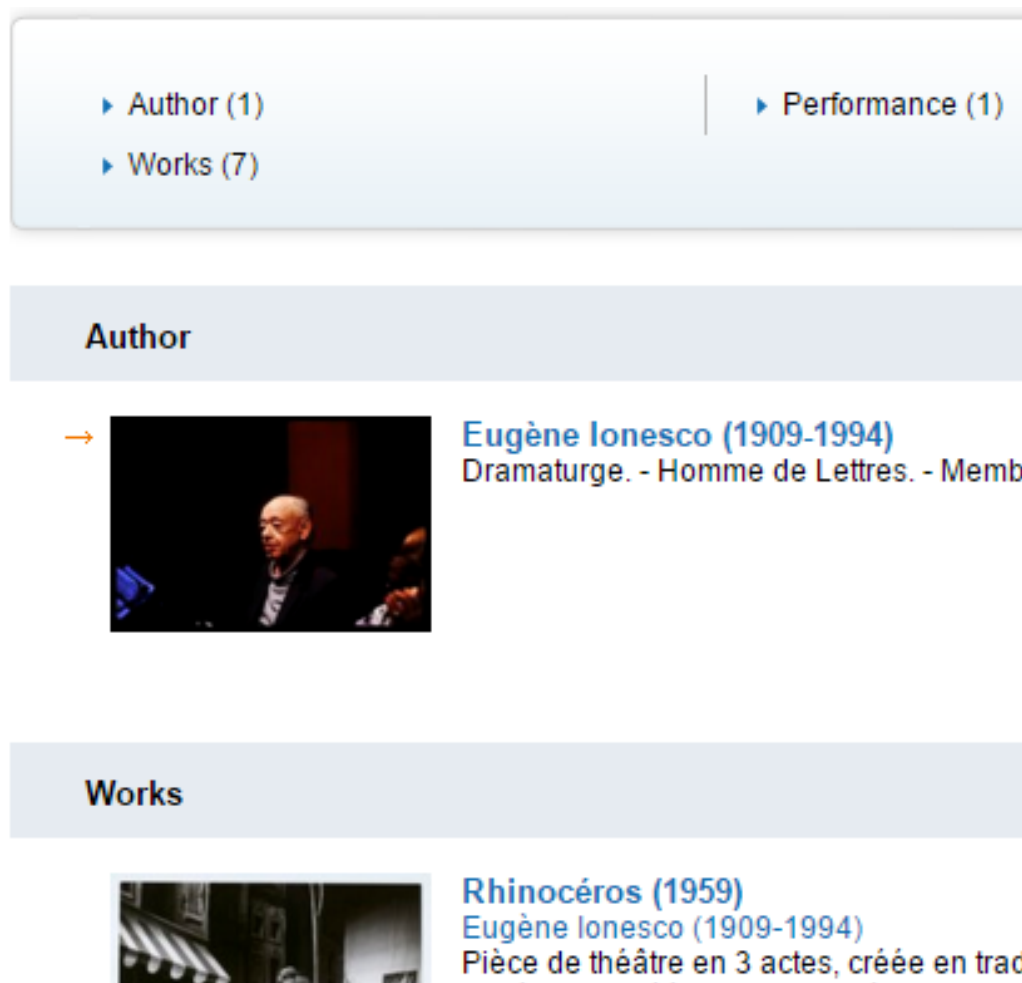 Author (1)
Performance (1)
Works (7)
Author
Eugène Ionesco (1909-1994)
Dramaturge. - Homme de Lettres. - Memb
Works
Rhinocéros (1959)
Eugène Ionesco (1909-1994)
Pièce de théâtre en 3 actes, créée en trad